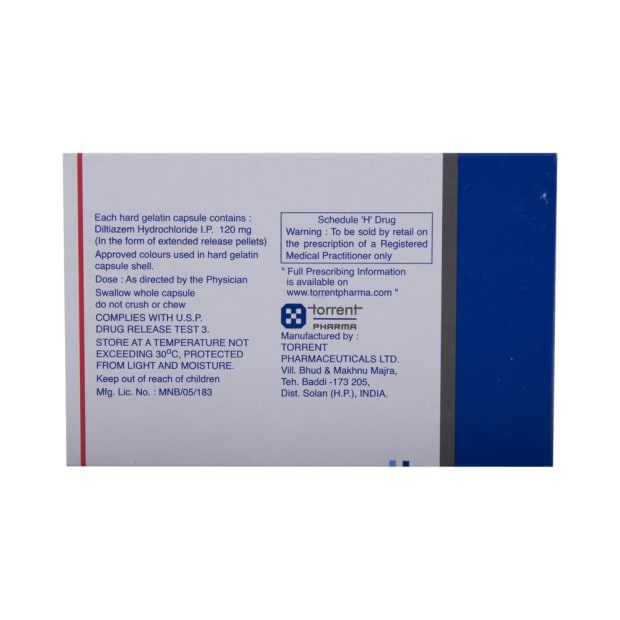 Each hard gelatin capsule contains :
Diltiazem Hydrochloride I.P. 120 mg
(In the form of extended release pellets)
Approved colours used in hard gelatin
capsule shell.
Dose : As directed by the Physician
Swallow whole capsule
do not crush or chew
COMPLIES WITH U.S.P.
DRUG RELEASE TEST 3.
STORE AT A TEMPERATURE NOT
EXCEEDING 30°C, PROTECTED
FROM LIGHT AND MOISTURE.
Keep out of reach of children
Mfg. Lic. No. : MNB/05/183
Schedule 'H' Drug
Warning : To be sold by retail on
the prescription of a Registered
Medical Practitioner only
" Full Prescribing Information
is available on
www.torrentpharma.com "
torrent
PHARMA
Manufactured by :
TORRENT
PHARMACEUTICALS LTD.
Vill. Bhud & Makhnu Majra,
Teh. Baddi -173 205,
Dist. Solan (H.P.), INDIA.